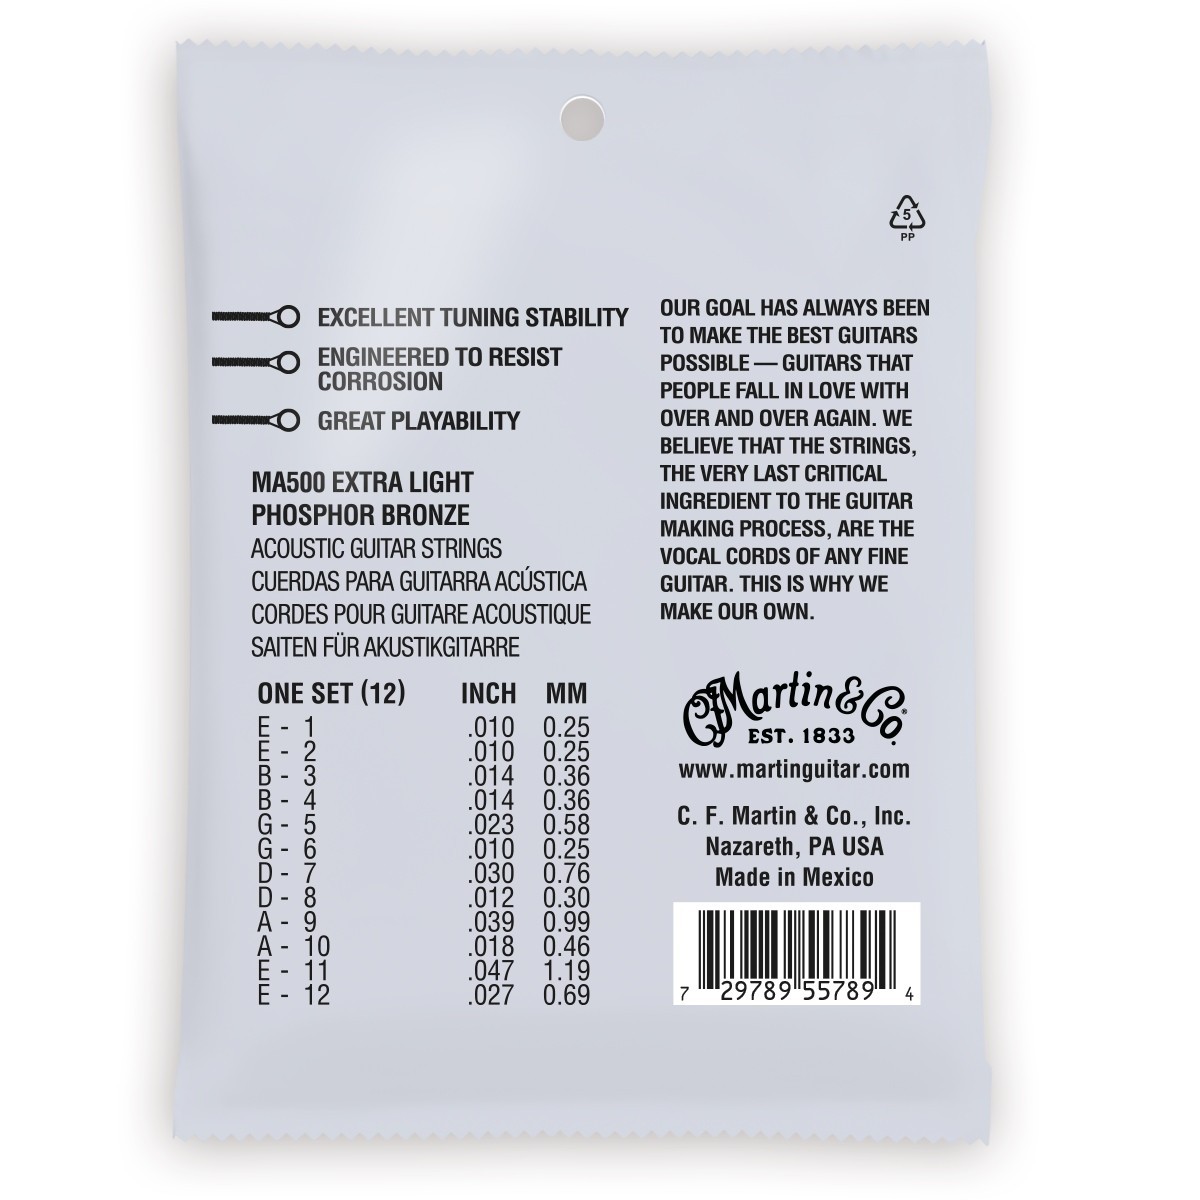 5
PP
EXCELLENT TUNING STABILITY
ENGINEERED TO RESIST
CORROSION
GREAT PLAYABILITY
MA500 EXTRA LIGHT
PHOSPHOR BRONZE
ACOUSTIC GUITAR STRINGS
CUERDAS PARA GUITARRA ACÚSTICA
CORDES POUR GUITARE ACOUSTIQUE
SAITEN FÜR AKUSTIKGITARRE
ONE SET (12) INCH MM
E - 1 .010 0.25
E - 2 .010 0.25
B - 3 .014 0.36
B - 4 .014 0.36
G - 5 .023 0.58
G - 6 .010 0.25
D - 7 .030 0.76
D - 8 .012 0.30
A - 9 .039 0.99
A - 10 .018 0.46
E - 11 .047 1.19
E - 12 .027 0.69
OUR GOAL HAS ALWAYS BEEN
TO MAKE THE BEST GUITARS
POSSIBLE — GUITARS THAT
PEOPLE FALL IN LOVE WITH
OVER AND OVER AGAIN. WE
BELIEVE THAT THE STRINGS,
THE VERY LAST CRITICAL
INGREDIENT TO THE GUITAR
MAKING PROCESS, ARE THE
VOCAL CORDS OF ANY FINE
GUITAR. THIS IS WHY WE
MAKE OUR OWN.
CF Martin & Co.®
EST. 1833
www.martinguitar.com
C. F. Martin & Co., Inc.
Nazareth, PA USA
Made in Mexico
7 29789 55789 4